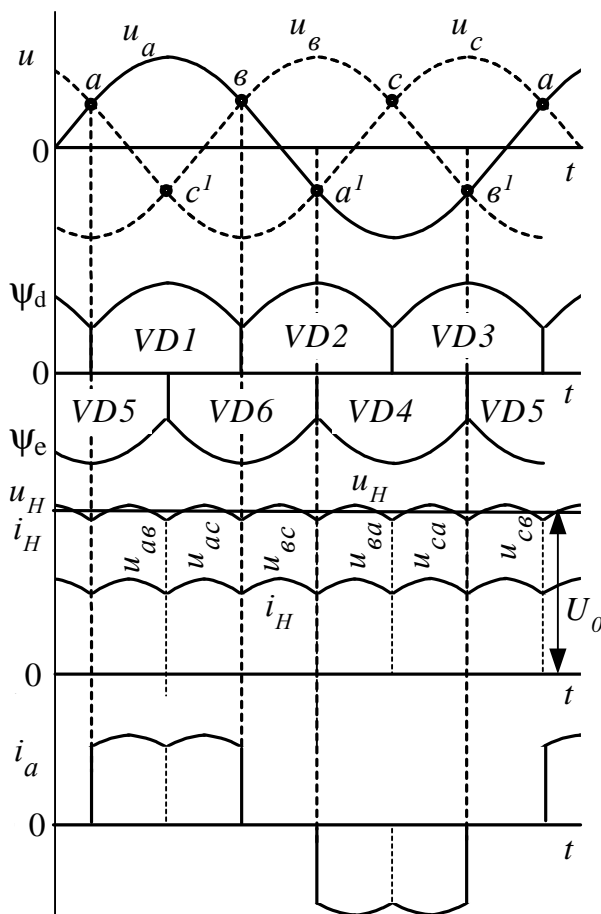 u u_a u_в u_c
a в c a
0 t
c¹ a¹ в¹
ψ_d VD1 VD2 VD3
0 t
VD5 VD6 VD4 VD5
ψ_e
u_H u_H
i_H u_ав u_ac u_вc u_вa u_ca u_cв
i_H U_0
0 t
i_a
0 t